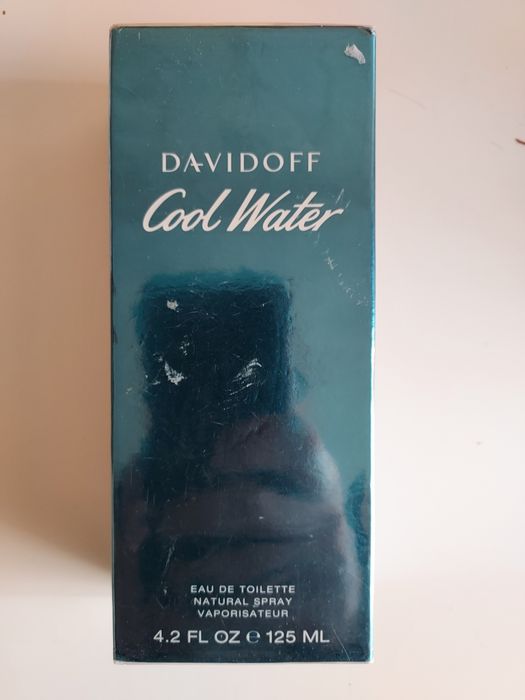 DAVIDOFF
Cool Water
EAU DE TOILETTE
NATURAL SPRAY
VAPORISATEUR
4.2 FL OZ ℮ 125 ML